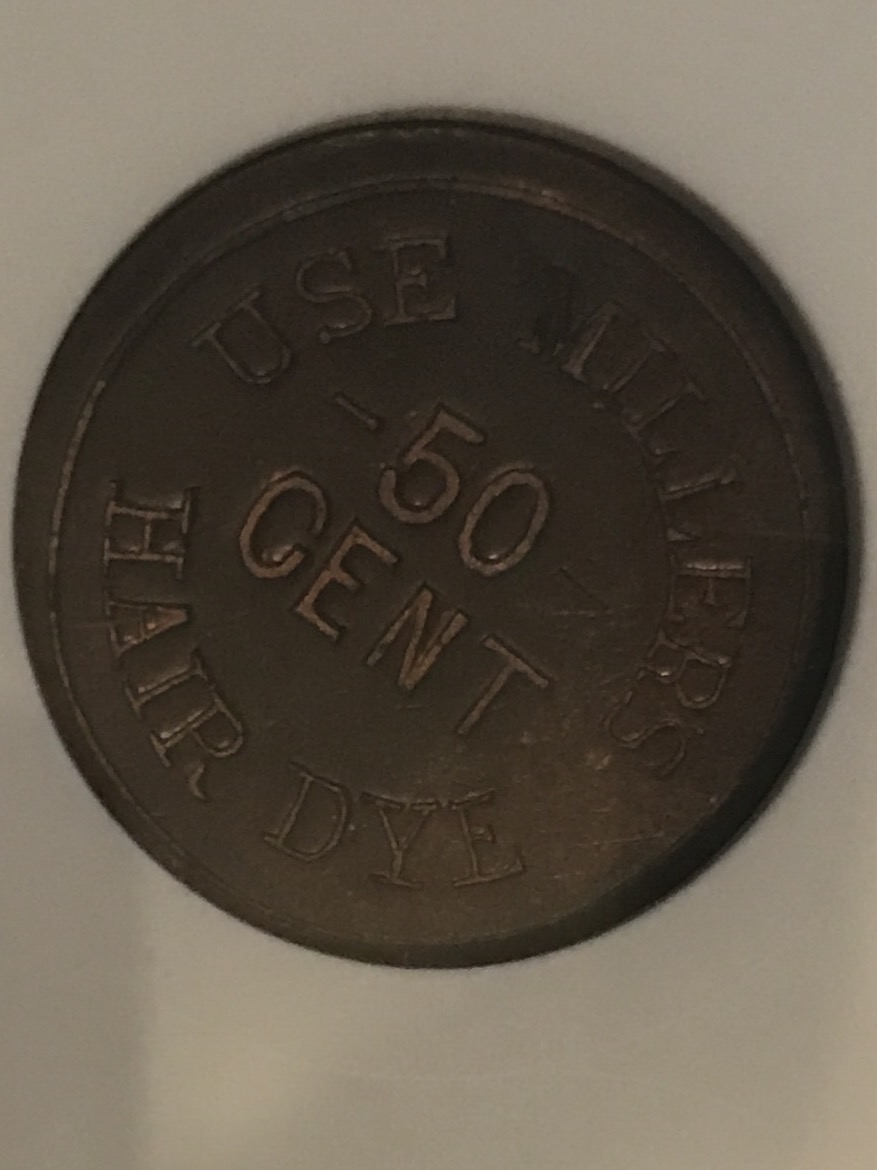 USE MILLERS
HAIR DYE
50
CENT